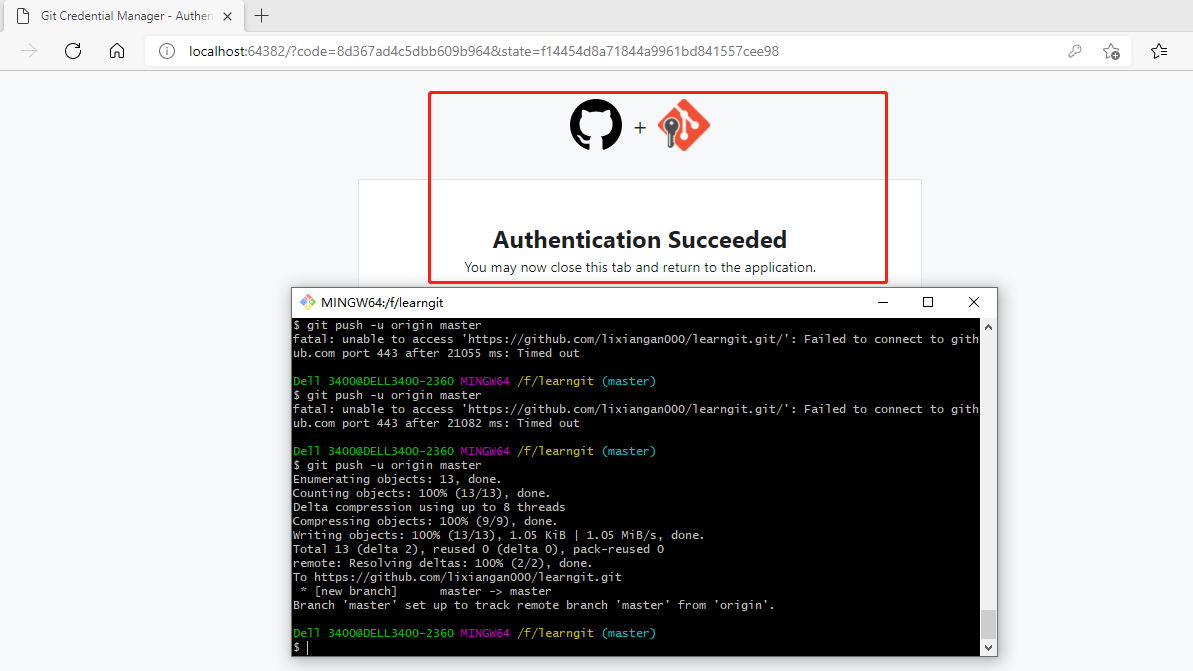 Git Credential Manager - Authen
localhost:64382/?code=8d367ad4c5dbb609b964&state=f14454d8a71844a9961bd841557cee98
+
Authentication Succeeded
You may now close this tab and return to the application.
MINGW64:/f/learngit
$ git push -u origin master
fatal: unable to access 'https://github.com/lixiangan000/learngit.git/': Failed to connect to gith
ub.com port 443 after 21055 ms: Timed out
Dell 3400@DELL3400-2360 MINGW64 /f/learngit (master)
$ git push -u origin master
fatal: unable to access 'https://github.com/lixiangan000/learngit.git/': Failed to connect to gith
ub.com port 443 after 21082 ms: Timed out
Dell 3400@DELL3400-2360 MINGW64 /f/learngit (master)
$ git push -u origin master
Enumerating objects: 13, done.
Counting objects: 100% (13/13), done.
Delta compression using up to 8 threads
Compressing objects: 100% (9/9), done.
Writing objects: 100% (13/13), 1.05 KiB | 1.05 MiB/s, done.
Total 13 (delta 2), reused 0 (delta 0), pack-reused 0
remote: Resolving deltas: 100% (2/2), done.
To https://github.com/lixiangan000/learngit.git
 * [new branch]      master -> master
Branch 'master' set up to track remote branch 'master' from 'origin'.
Dell 3400@DELL3400-2360 MINGW64 /f/learngit (master)
$